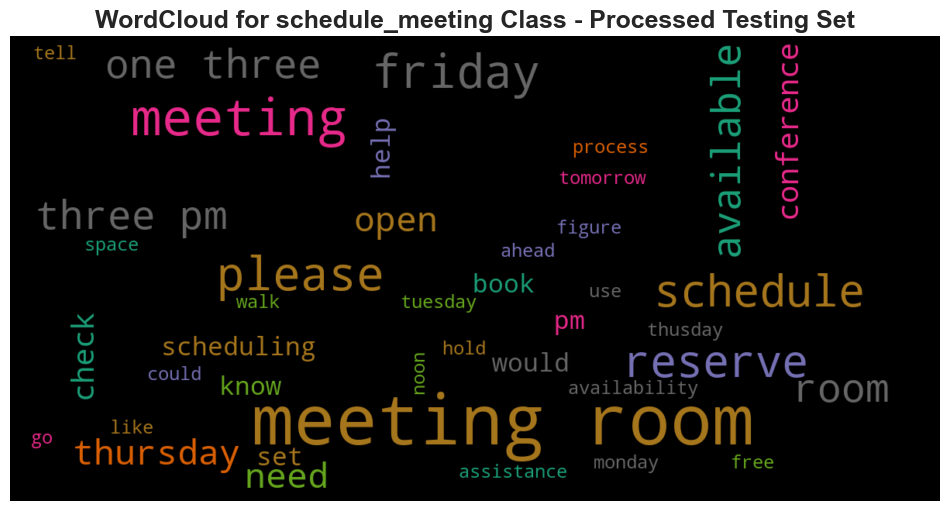 WordCloud for schedule_meeting Class - Processed Testing Set
tell
one three
friday
available
conference
meeting
help
process
tomorrow
three pm
open
figure
space
ahead
please
book
use
schedule
walk
tuesday
pm
thusday
check
scheduling
hold
would
reserve
could
know
noon
availability
room
meeting room
go
like
thursday
set
need
assistance
monday
free